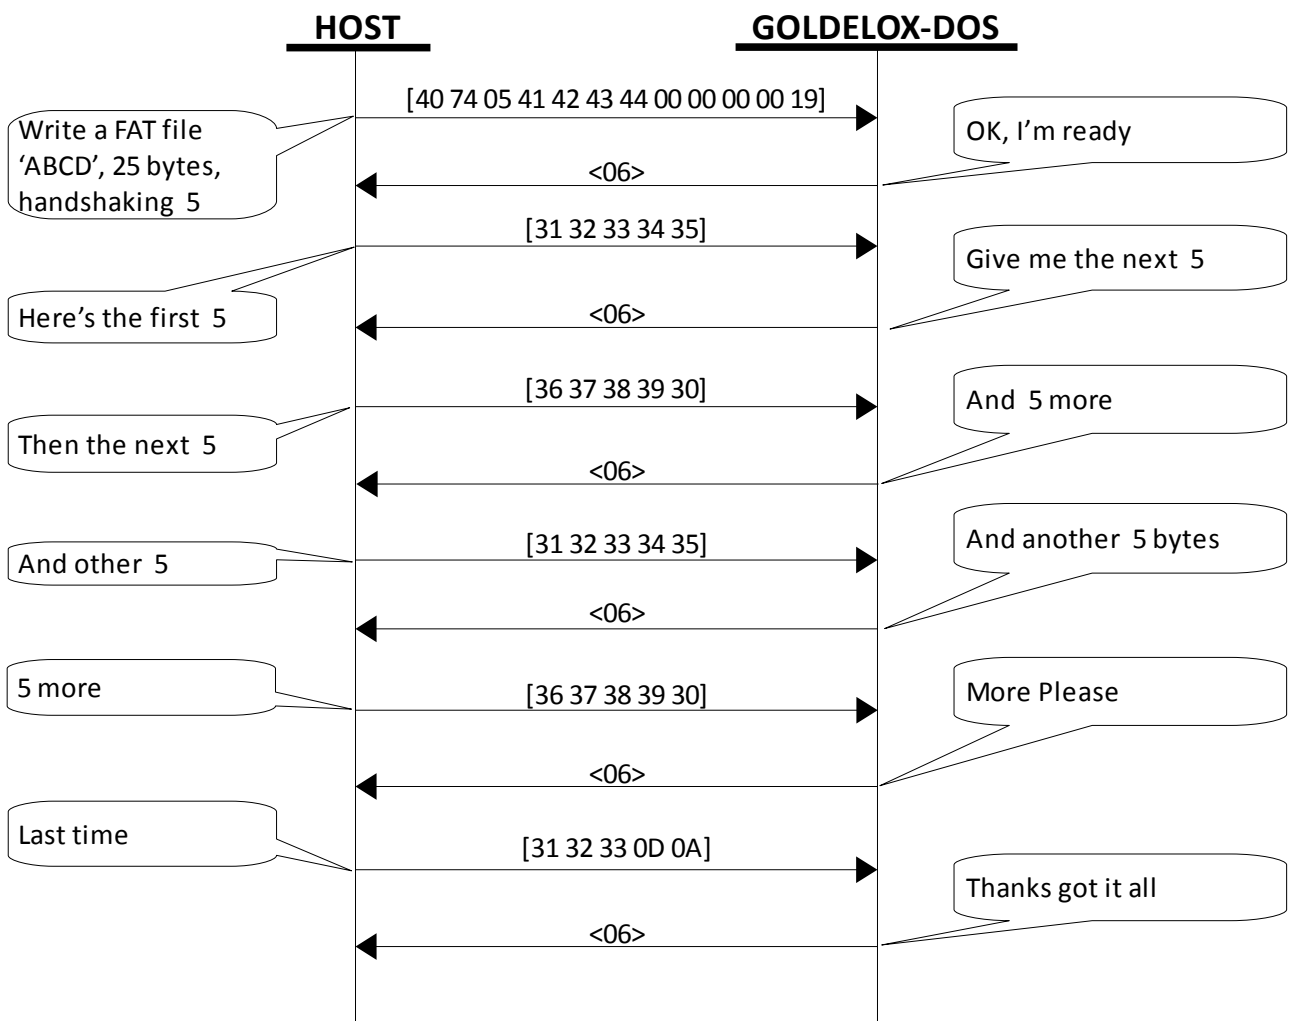 HOST
GOLDELOX-DOS
[40 74 05 41 42 43 44 00 00 00 00 19]
Write a FAT file
‘ABCD’, 25 bytes,
handshaking 5
OK, I’m ready
<06>
[31 32 33 34 35]
Give me the next 5
Here’s the first 5
<06>
[36 37 38 39 30]
And 5 more
Then the next 5
<06>
[31 32 33 34 35]
And another 5 bytes
And other 5
<06>
5 more
[36 37 38 39 30]
More Please
<06>
Last time
[31 32 33 0D 0A]
Thanks got it all
<06>